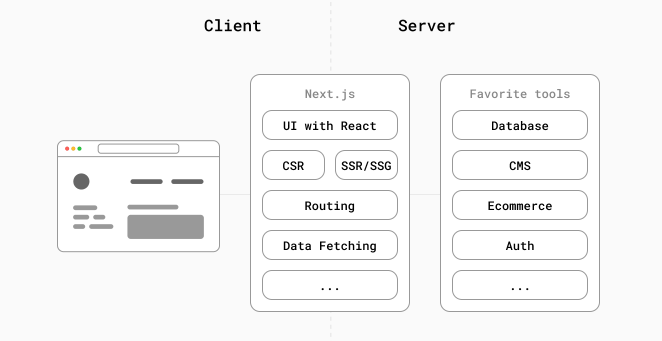 Client
Server
Next.js
UI with React
CSR
SSR/SSG
Routing
Data Fetching
...
Favorite tools
Database
CMS
Ecommerce
Auth
...